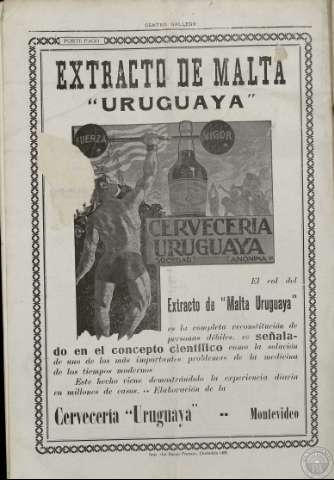 CENTRO GALLEGO
PORTE PAGO
EXTRACTO DE MALTA
"URUGUAYA"
FUERZA
VIGOR
CERVECERIA
URUGUAYA
SOCIEDAD ANONIMA
El rol del
Extracto de "Malta Uruguaya"
es la completa reconstitución de
personas débiles, es señala-
do en el concepto científico como la solución
de uno de los más importantes problemas de la medicina
de los tiempos modernos
Este hecho viene demostrándolo la experiencia diaria
en millones de casos. -- Elaboración de la
Cervecería "Uruguaya" -- Montevideo